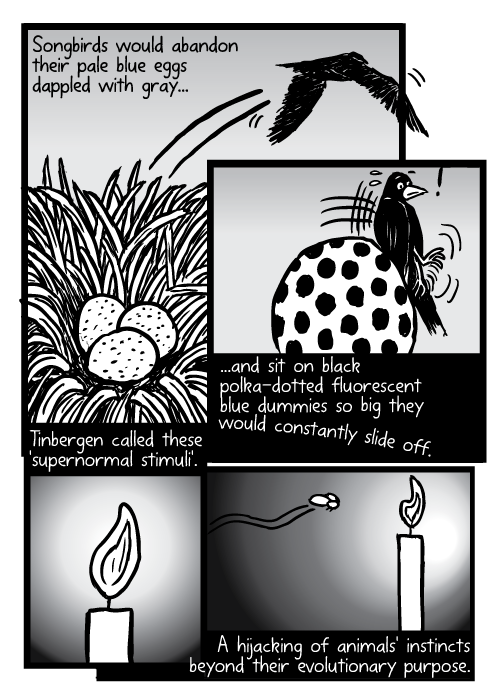 Songbirds would abandon
their pale blue eggs
dappled with gray...
!
...and sit on black
polka-dotted fluorescent
blue dummies so big they
would constantly slide off.
Tinbergen called these
'supernormal stimuli'.
A hijacking of animals' instincts
beyond their evolutionary purpose.